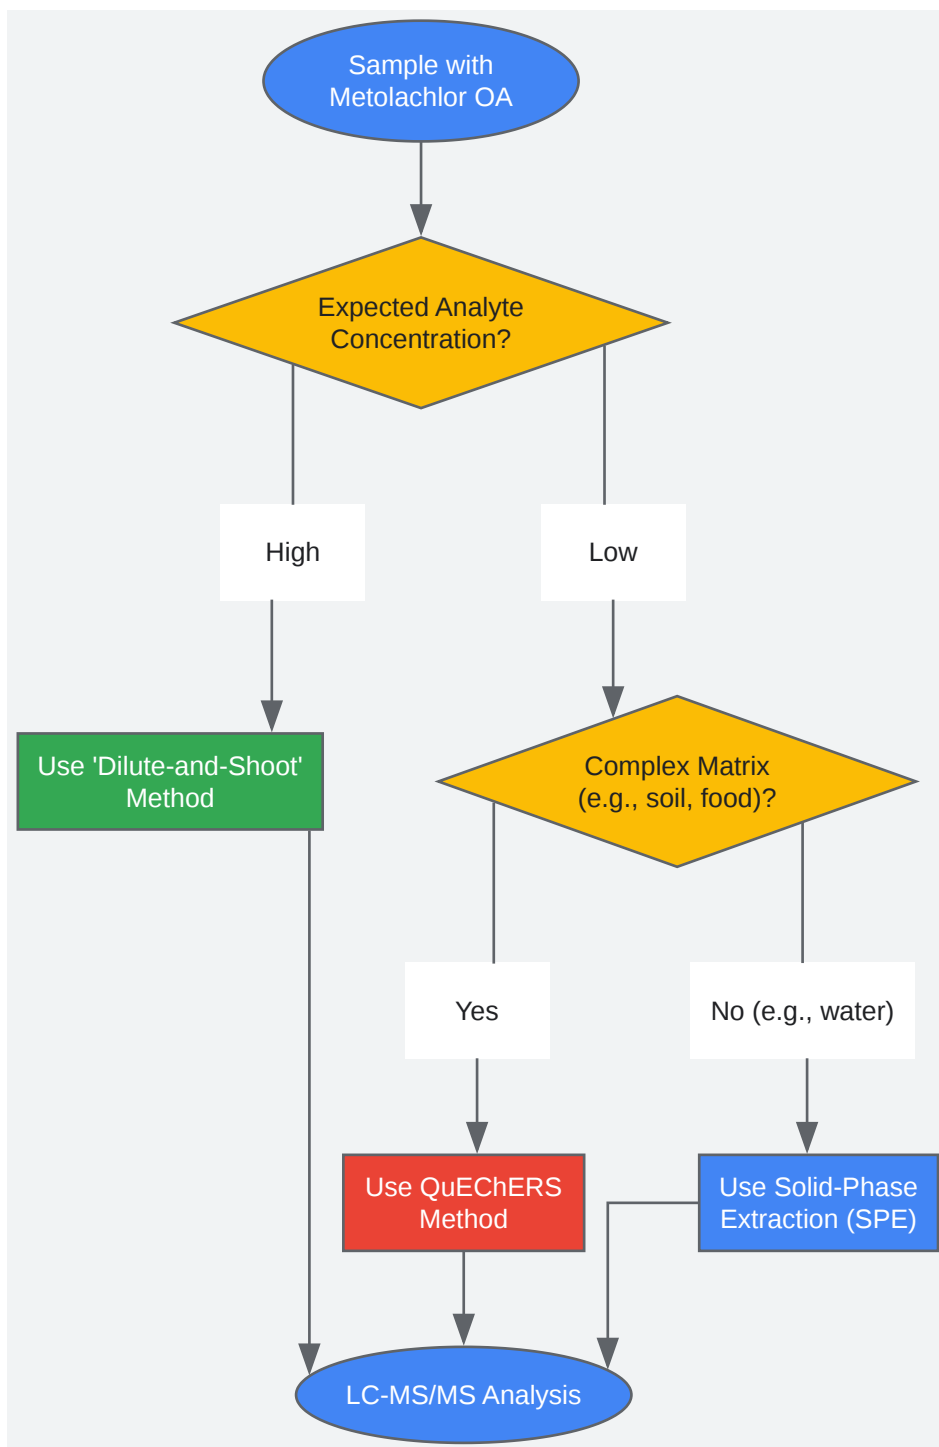 Sample with
Metolachlor OA
Expected Analyte
Concentration?
High
Low
Use 'Dilute-and-Shoot'
Method
Complex Matrix
(e.g., soil, food)?
Yes
No (e.g., water)
Use QuEChERS
Method
Use Solid-Phase
Extraction (SPE)
LC-MS/MS Analysis